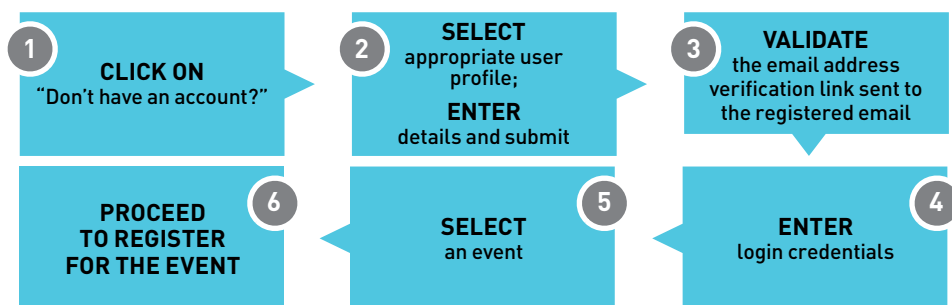 1
CLICK ON
“Don’t have an account?”
2
SELECT
appropriate user
profile;
ENTER
details and submit
3
VALIDATE
the email address
verification link sent to
the registered email
4
ENTER
login credentials
5
SELECT
an event
6
PROCEED
TO REGISTER
FOR THE EVENT